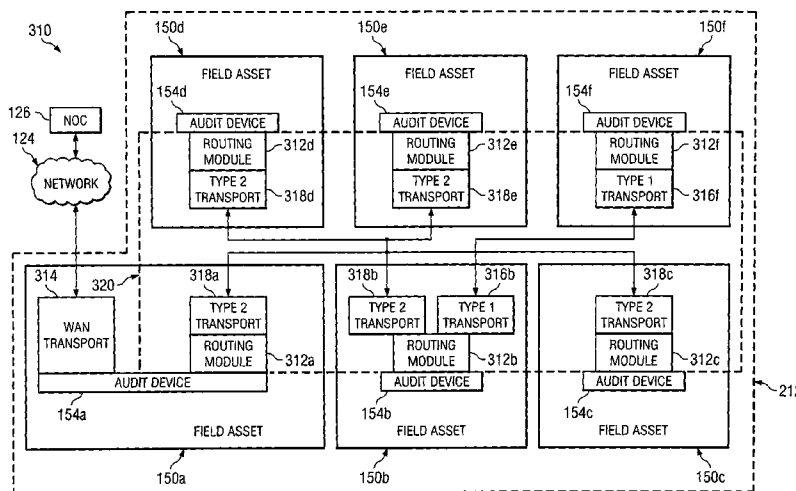 310
150d
150e
150f
FIELD ASSET
FIELD ASSET
FIELD ASSET
154d
154e
154f
126
NOC
AUDIT DEVICE
AUDIT DEVICE
AUDIT DEVICE
124
ROUTING MODULE
312d
ROUTING MODULE
312e
ROUTING MODULE
312f
NETWORK
TYPE 2 TRANSPORT
318d
TYPE 2 TRANSPORT
318e
TYPE 1 TRANSPORT
316f
314
320
318a
318b
316b
318c
WAN TRANSPORT
TYPE 2 TRANSPORT
TYPE 2 TRANSPORT
TYPE 1 TRANSPORT
TYPE 2 TRANSPORT
ROUTING MODULE
312a
ROUTING MODULE
312b
ROUTING MODULE
312c
AUDIT DEVICE
AUDIT DEVICE
AUDIT DEVICE
212
154a
154b
154c
FIELD ASSET
FIELD ASSET
FIELD ASSET
150a
150b
150c